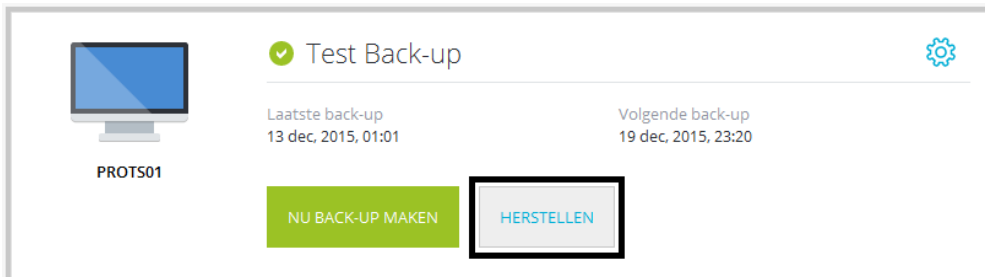 Test Back-up
Laatste back-up
13 dec, 2015, 01:01
Volgende back-up
19 dec, 2015, 23:20
PROTS01
NU BACK-UP MAKEN
HERSTELLEN